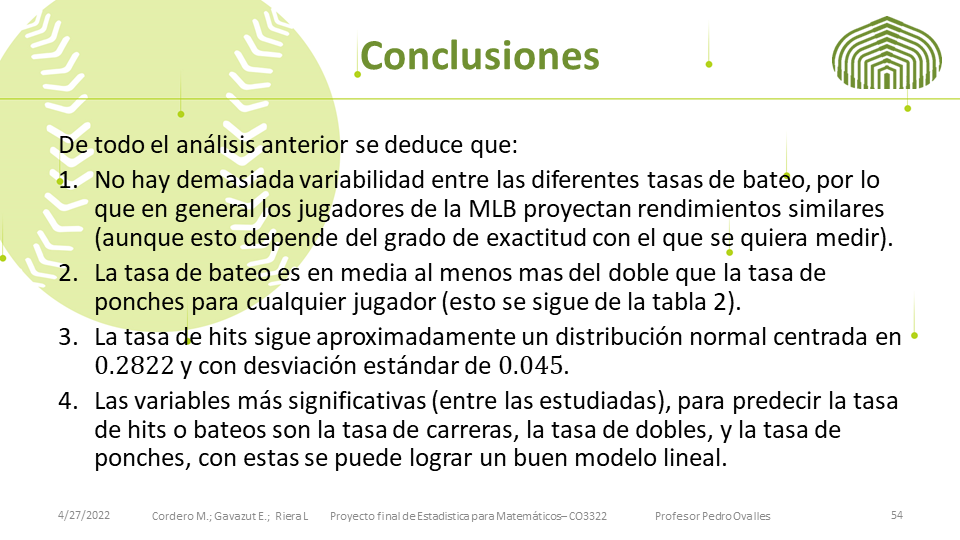 Conclusiones
De todo el análisis anterior se deduce que:
1. No hay demasiada variabilidad entre las diferentes tasas de bateo, por lo
que en general los jugadores de la MLB proyectan rendimientos similares
(aunque esto depende del grado de exactitud con el que se quiera medir).
2. La tasa de bateo es en media al menos mas del doble que la tasa de
ponches para cualquier jugador (esto se sigue de la tabla 2).
3. La tasa de hits sigue aproximadamente un distribución normal centrada en
0.2822 y con desviación estándar de 0.045.
4. Las variables más significativas (entre las estudiadas), para predecir la tasa
de hits o bateos son la tasa de carreras, la tasa de dobles, y la tasa de
ponches, con estas se puede lograr un buen modelo lineal.
4/27/2022 Cordero M.; Gavazut E.; Riera L Proyecto final de Estadistica para Matemáticos– CO3322 Profesor Pedro Ovalles 54